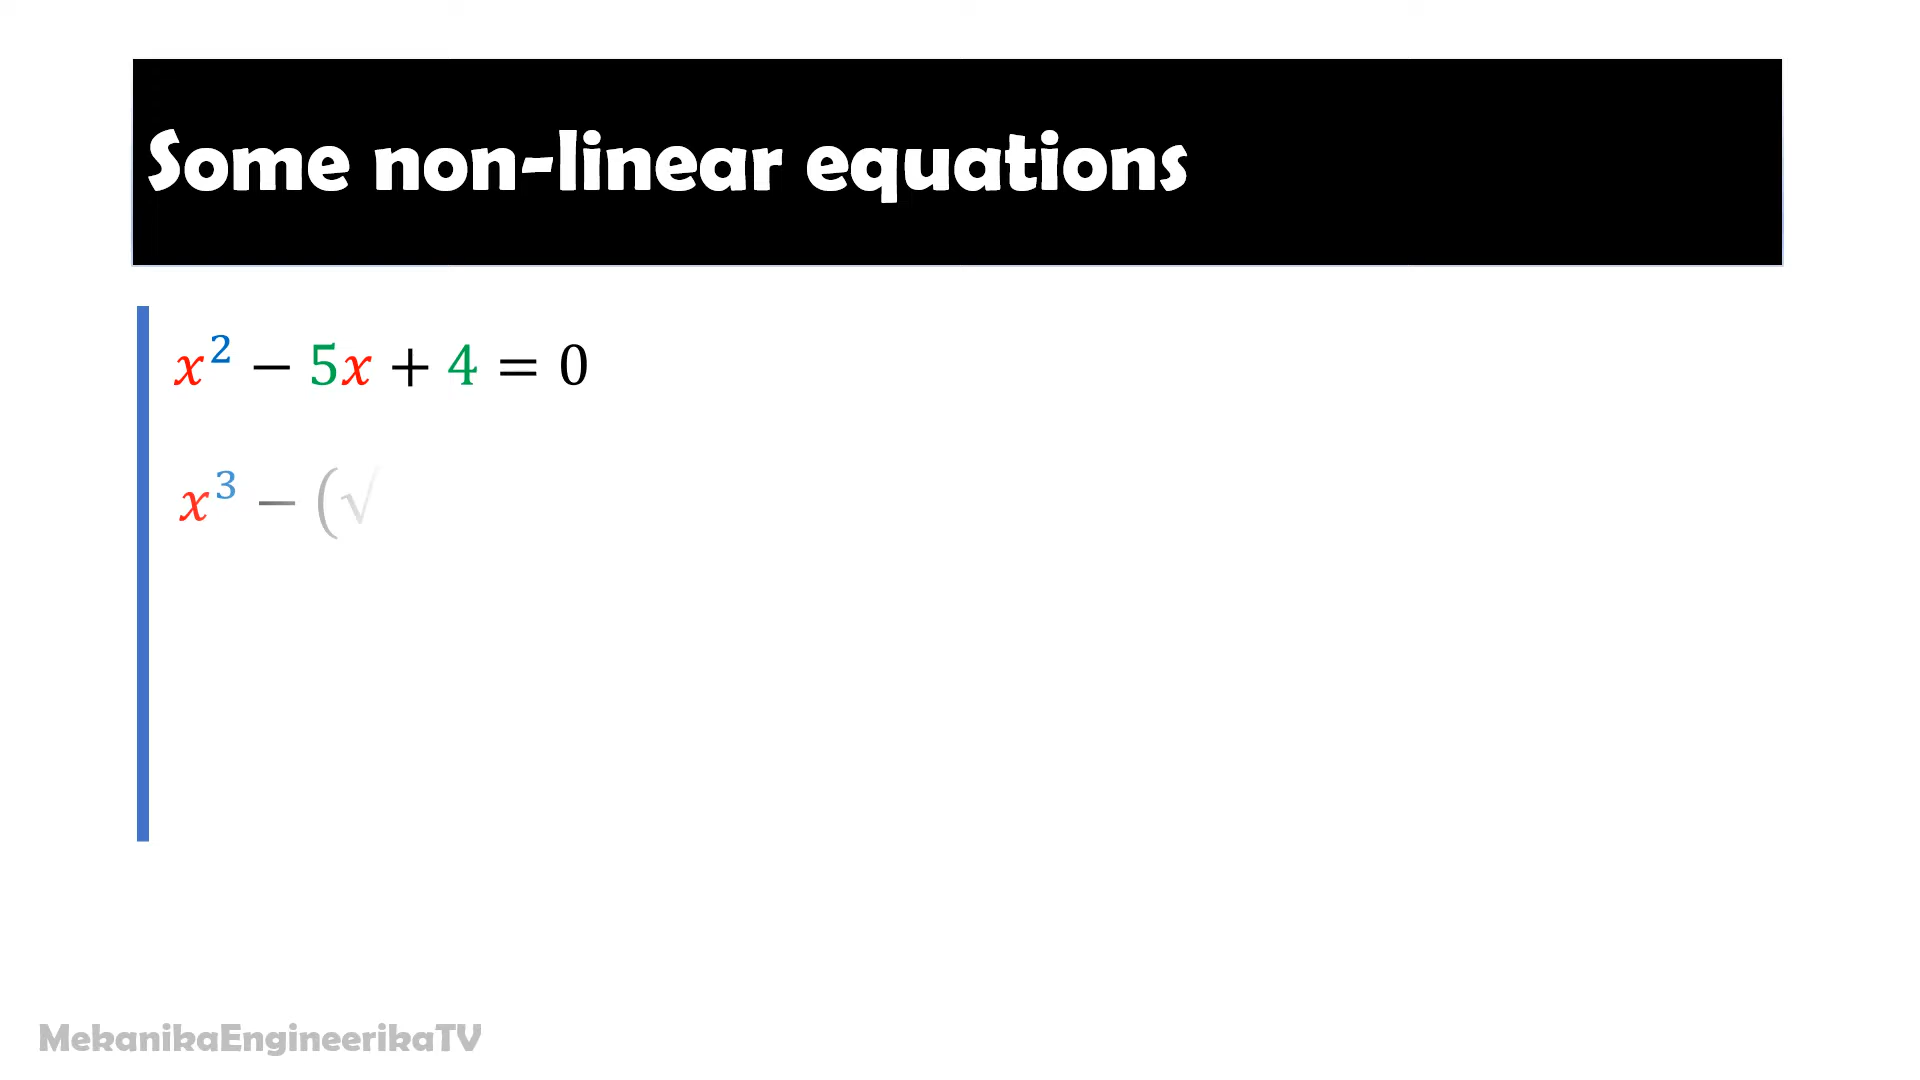 Some non-linear equations
x² − 5x + 4 = 0
x³ − (√
MekanikaEngineerikaTV